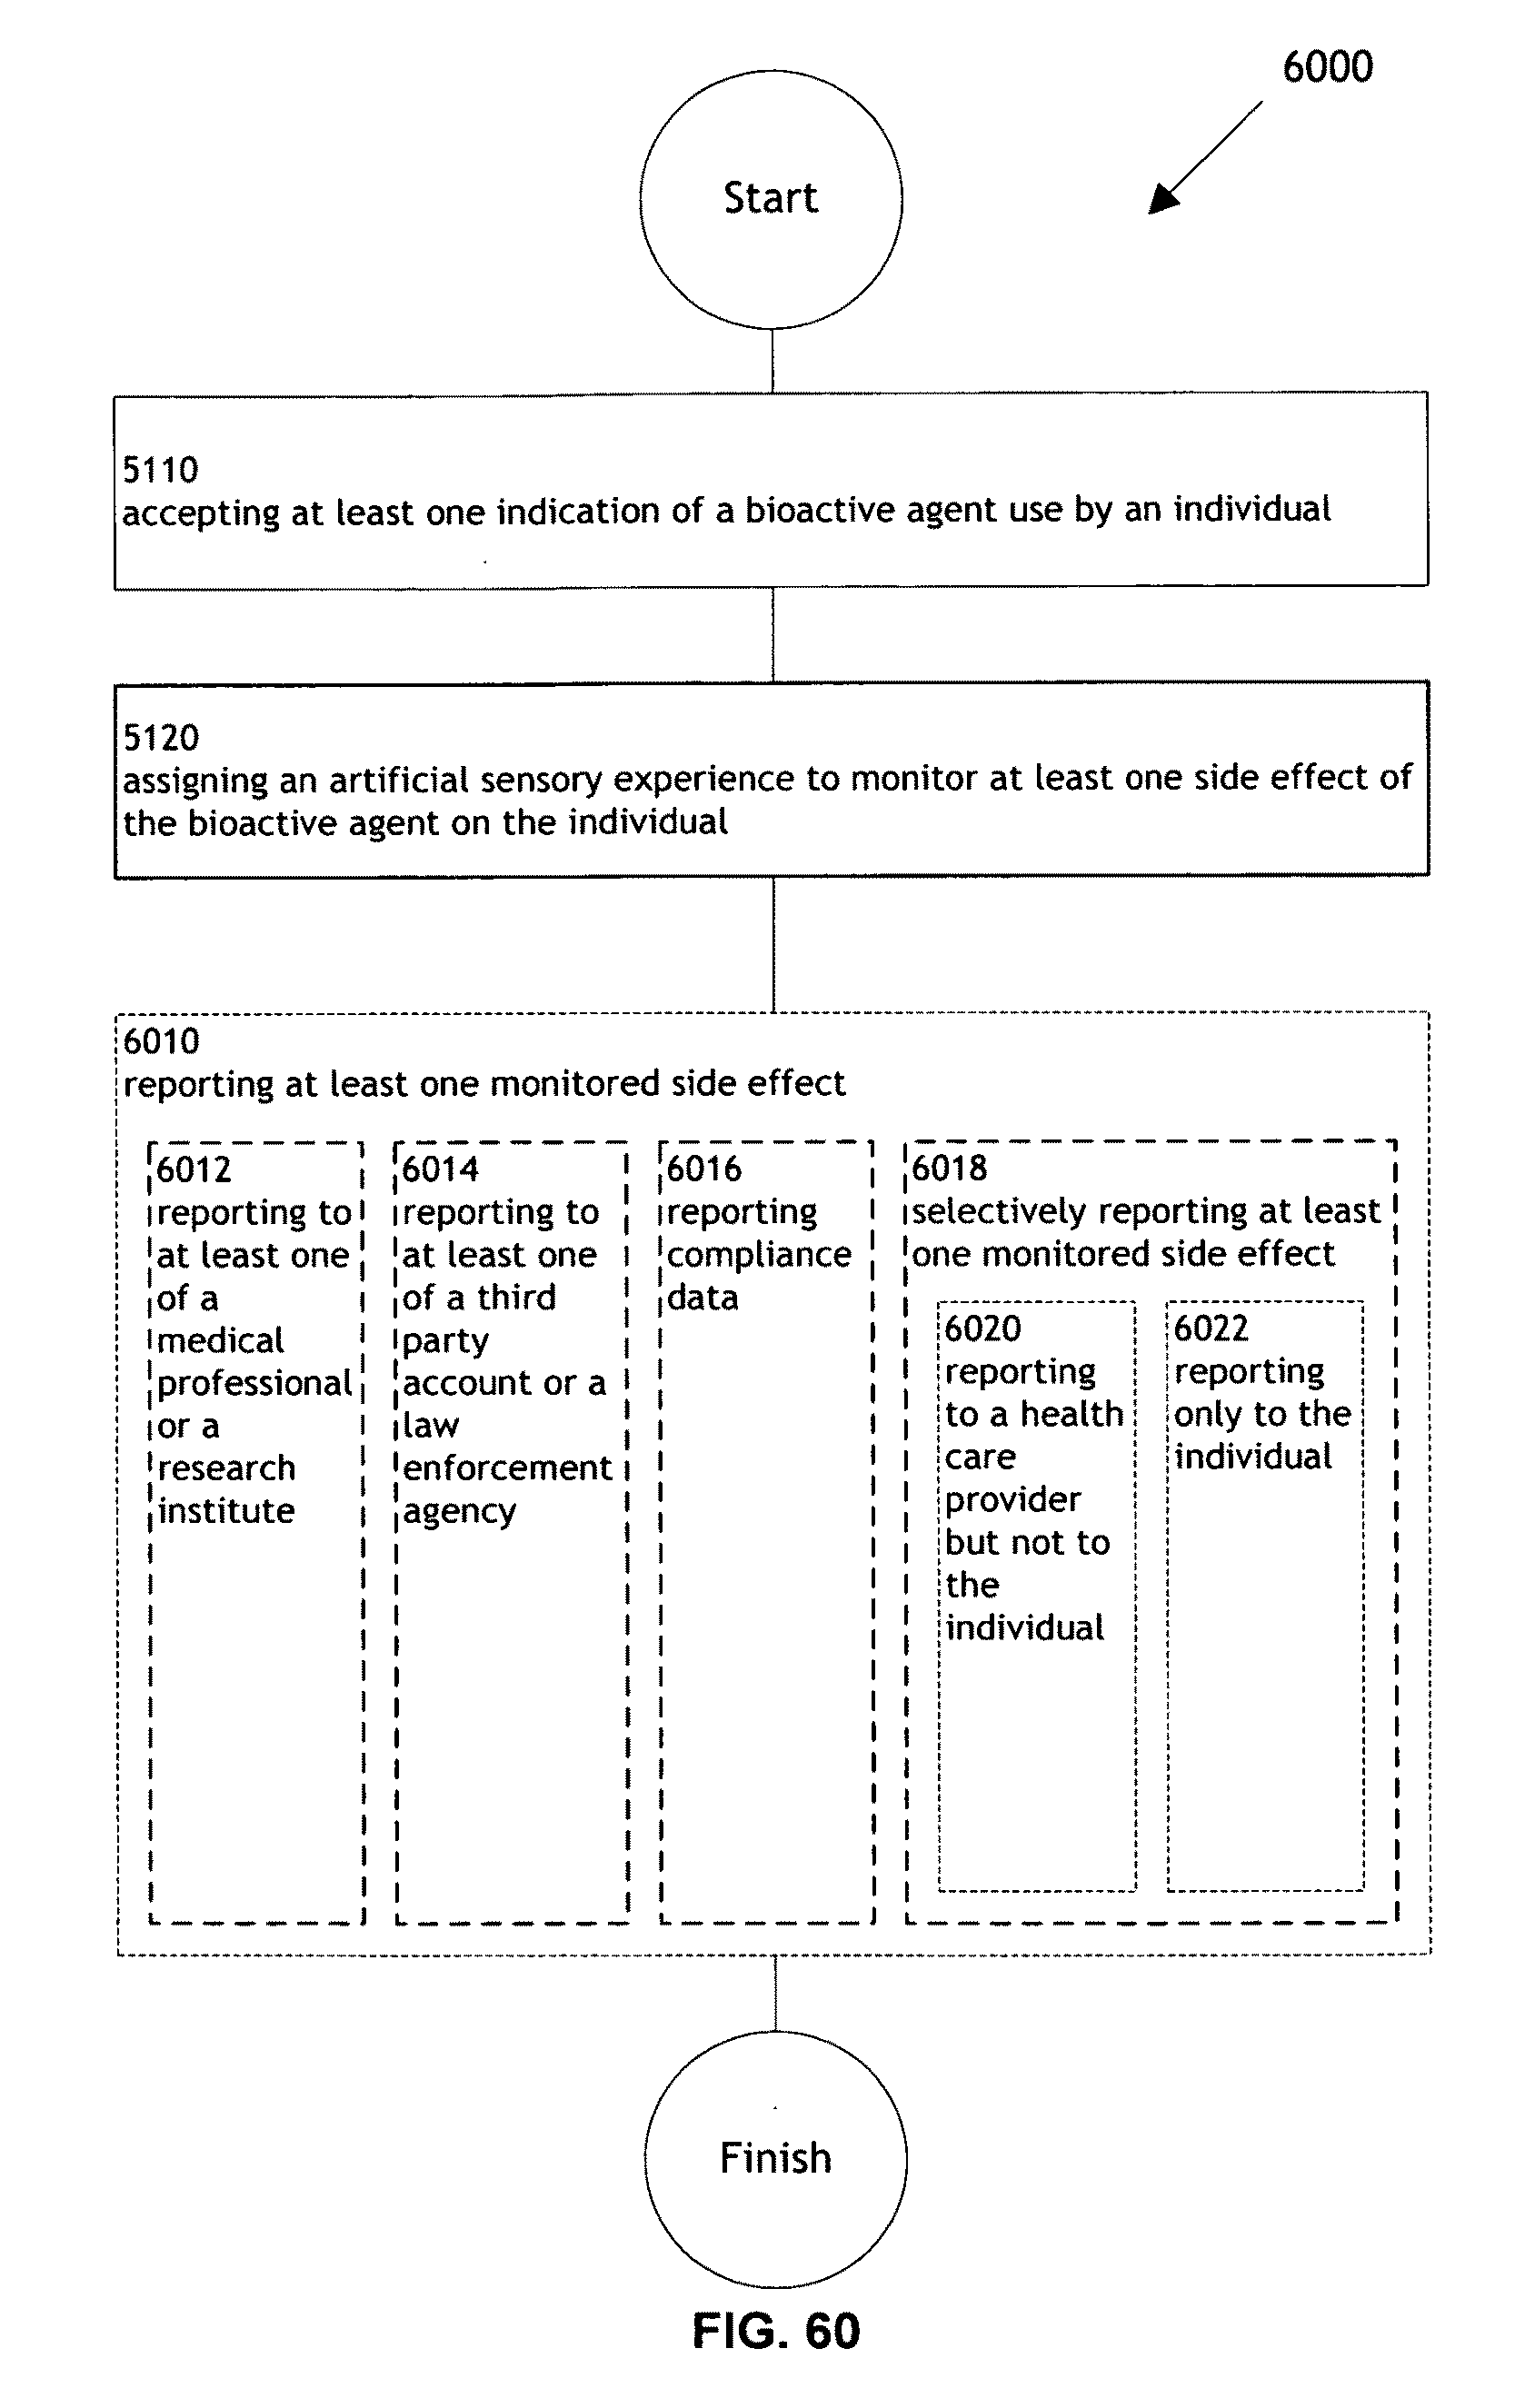 6000
Start
5110
accepting at least one indication of a bioactive agent use by an individual
5120
assigning an artificial sensory experience to monitor at least one side effect of
the bioactive agent on the individual
6010
reporting at least one monitored side effect
6012
reporting to
at least one
of a
medical
professional
or a
research
institute
6014
reporting to
at least one
of a third
party
account or a
law
enforcement
agency
6016
reporting
compliance
data
6018
selectively reporting at least
one monitored side effect
6020
reporting
to a health
care
provider
but not to
the
individual
6022
reporting
only to the
individual
Finish
FIG. 60